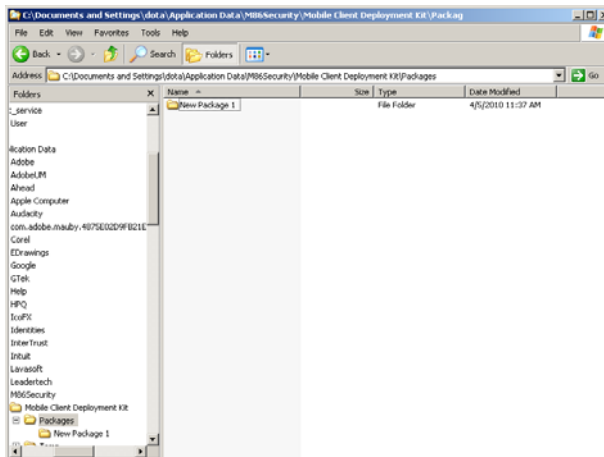 C:\Documents and Settings\dota\Application Data\M86Security\Mobile Client Deployment Kit\Packag
File Edit View Favorites Tools Help
Back Search Folders
Address C:\Documents and Settings\dota\Application Data\M86Security\Mobile Client Deployment Kit\Packages Go
Folders X Name Size Type Date Modified
c_service
User
New Package 1 File Folder 4/5/2010 11:37 AM
lication Data
Adobe
AdobeUM
Ahead
Apple Computer
Audacity
com.adobe.mauby.4875E02D9FB21E
Corel
EDrawings
Google
GTek
Help
HPQ
IcoFX
Identities
InterTrust
Intuit
Lavasoft
Leadertech
M86Security
Mobile Client Deployment Kit
Packages
New Package 1